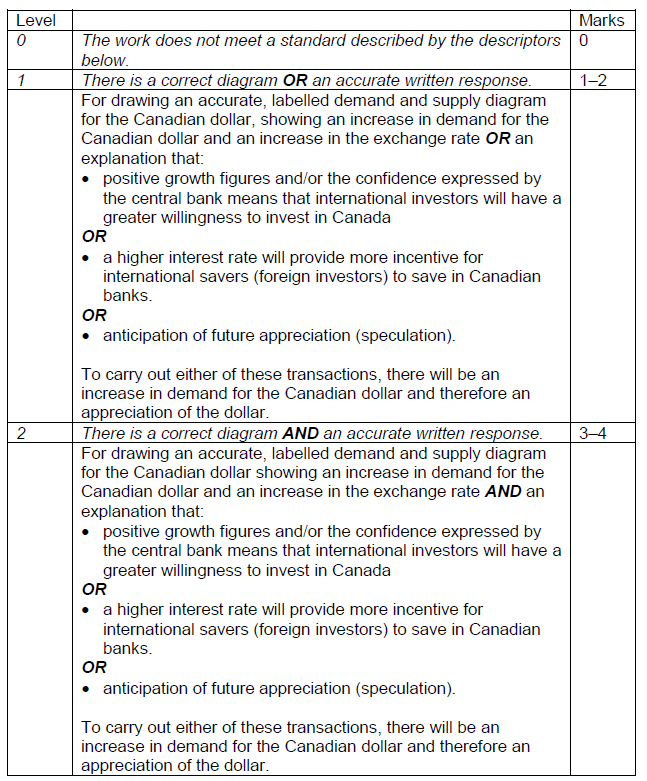 Level Marks
0 The work does not meet a standard described by the descriptors 0
below.
1 There is a correct diagram OR an accurate written response. 1–2
For drawing an accurate, labelled demand and supply diagram
for the Canadian dollar, showing an increase in demand for the
Canadian dollar and an increase in the exchange rate OR an
explanation that:
• positive growth figures and/or the confidence expressed by
the central bank means that international investors will have a
greater willingness to invest in Canada
OR
• a higher interest rate will provide more incentive for
international savers (foreign investors) to save in Canadian
banks.
OR
• anticipation of future appreciation (speculation).
To carry out either of these transactions, there will be an
increase in demand for the Canadian dollar and therefore an
appreciation of the dollar.
2 There is a correct diagram AND an accurate written response. 3–4
For drawing an accurate, labelled demand and supply diagram
for the Canadian dollar showing an increase in demand for the
Canadian dollar and an increase in the exchange rate AND an
explanation that:
• positive growth figures and/or the confidence expressed by
the central bank means that international investors will have a
greater willingness to invest in Canada
OR
• a higher interest rate will provide more incentive for
international savers (foreign investors) to save in Canadian
banks.
OR
• anticipation of future appreciation (speculation).
To carry out either of these transactions, there will be an
increase in demand for the Canadian dollar and therefore an
appreciation of the dollar.